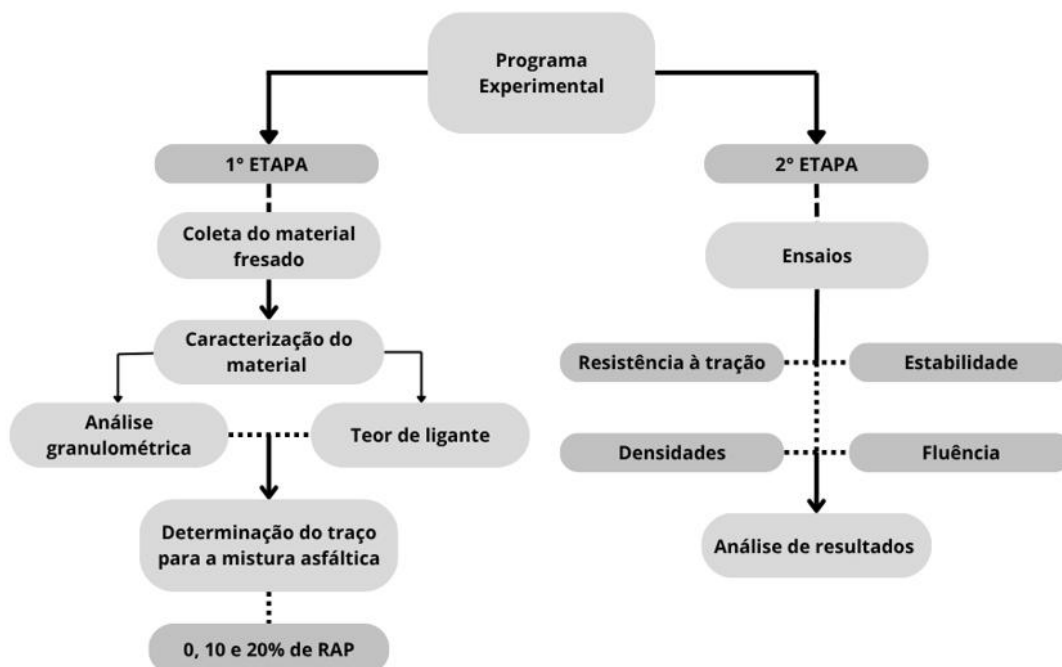 Programa
Experimental
1° ETAPA
Coleta do material
fresado
Caracterização do
material
Análise
granulométrica
Teor de ligante
Determinação do traço
para a mistura asfáltica
0, 10 e 20% de RAP
2° ETAPA
Ensaios
Resistência à tração
Estabilidade
Densidades
Fluência
Análise de resultados